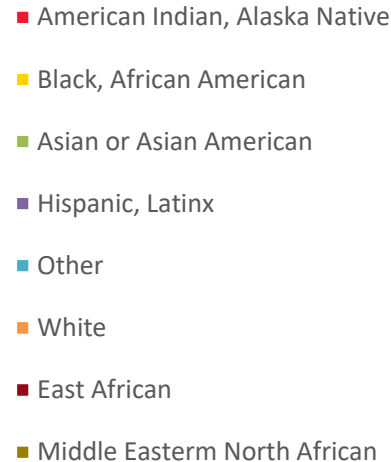 American Indian, Alaska Native
Black, African American
Asian or Asian American
Hispanic, Latinx
Other
White
East African
Middle Easterm North African